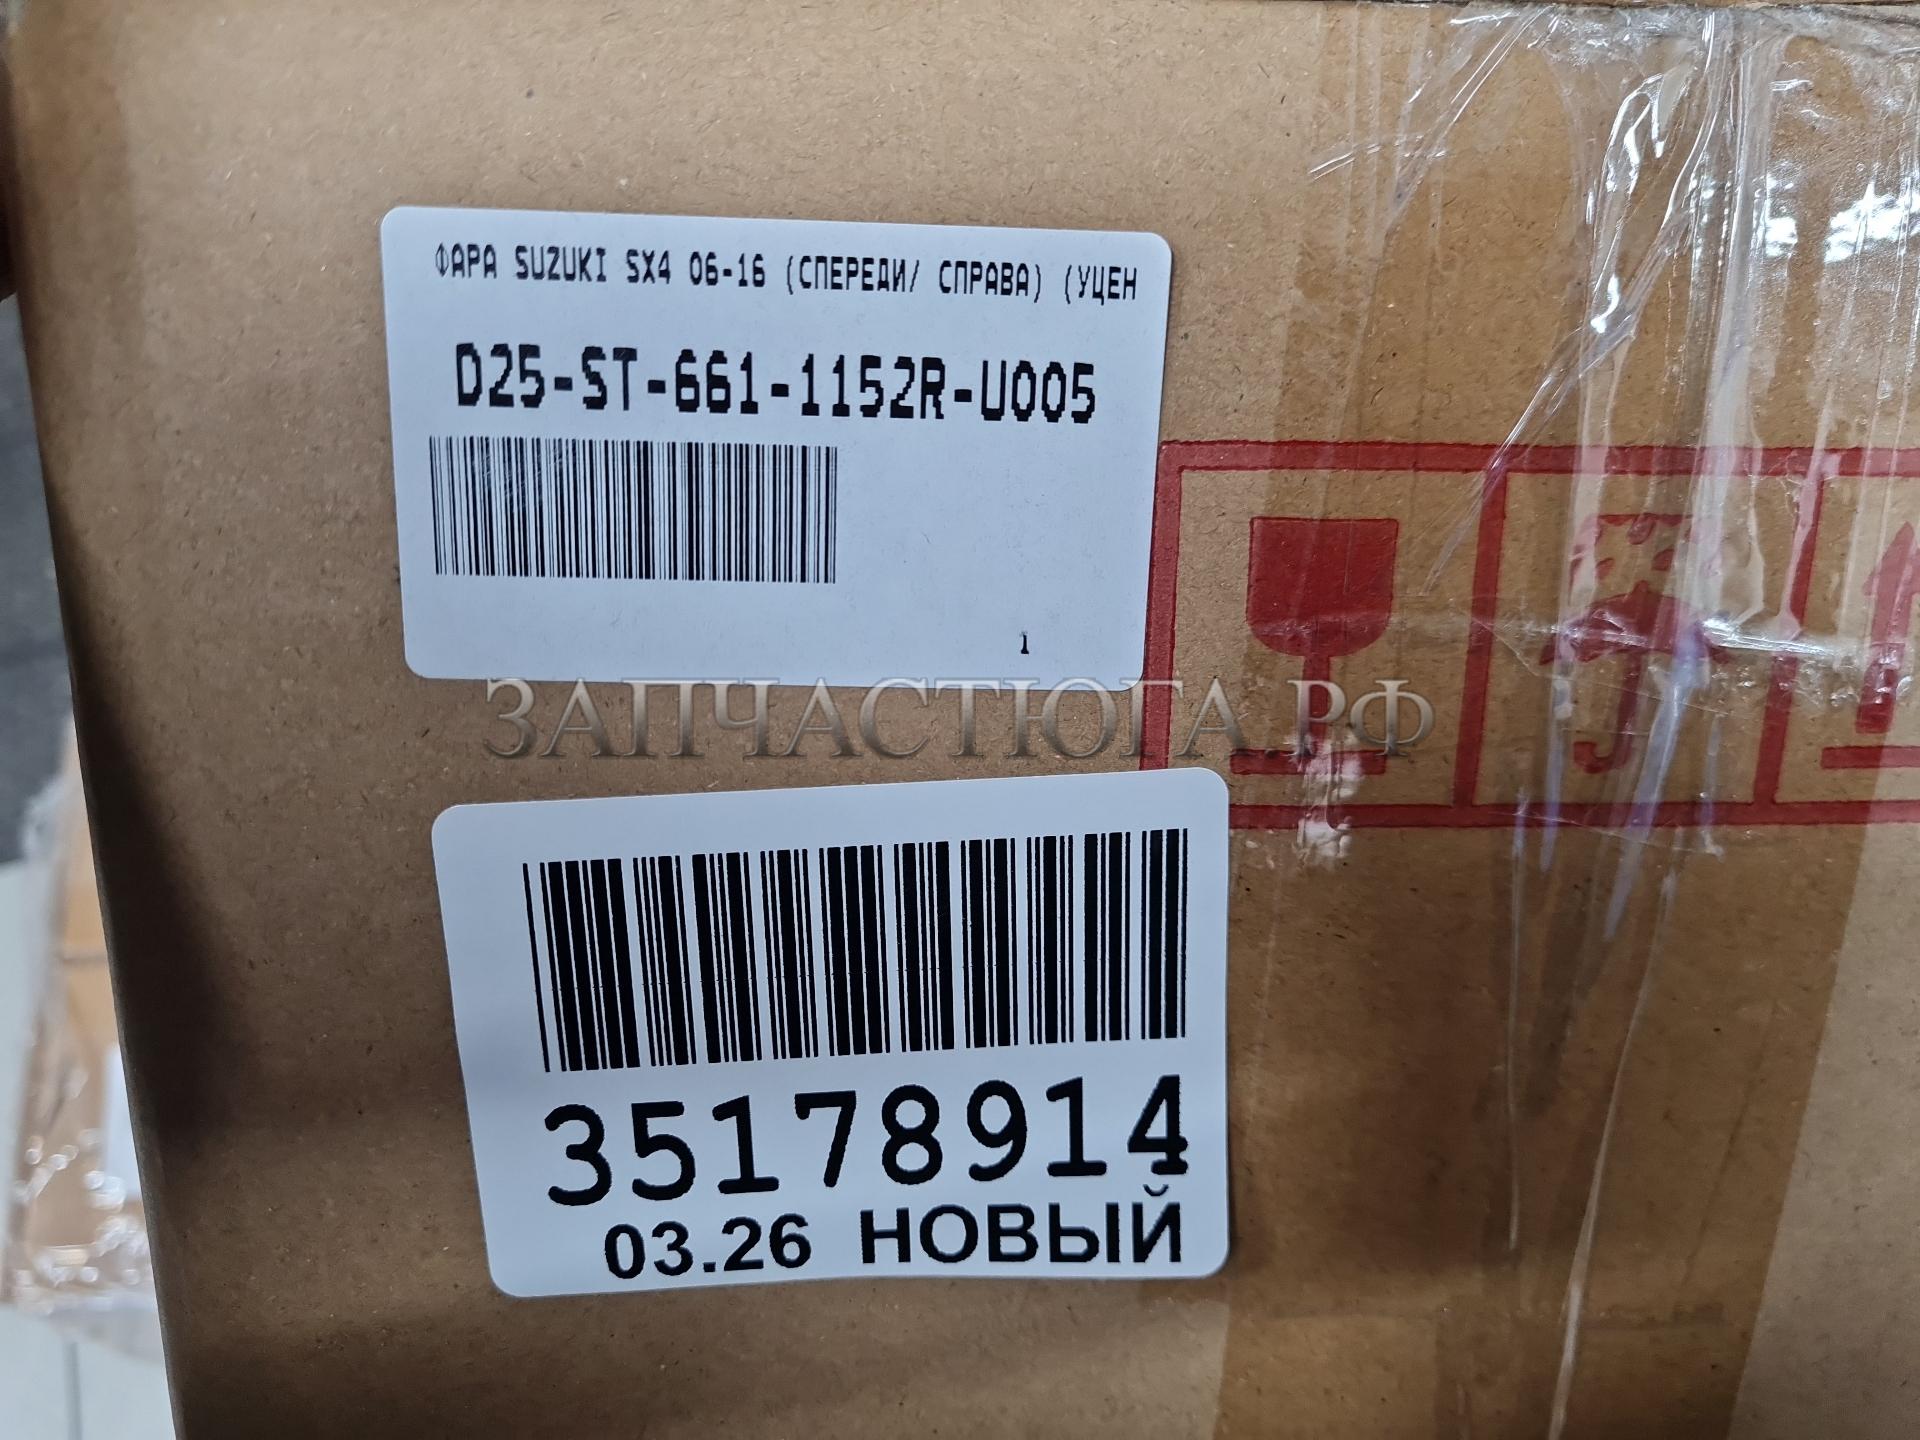 ФАРА SUZUKI SX4 06-16 (СПЕРЕДИ/ СПРАВА) (УЦЕН
D25-ST-661-1152R-U005
1
ЗАПЧАСТЮГА.РФ
35178914
03.26 НОВЫЙ